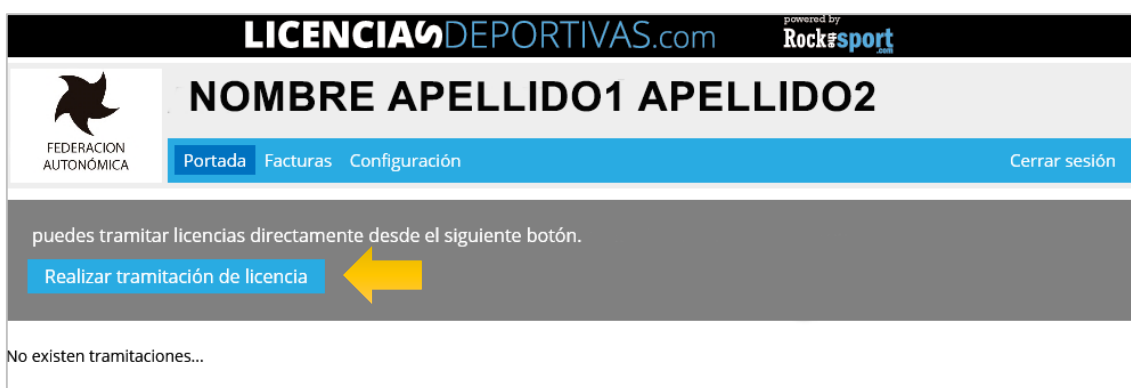 LICENCIASDEPORTIVAS.com
powered by
Rock the sport
.com
NOMBRE APELLIDO1 APELLIDO2
FEDERACION
AUTONÓMICA
Portada Facturas Configuración Cerrar sesión
puedes tramitar licencias directamente desde el siguiente botón.
Realizar tramitación de licencia
No existen tramitaciones...